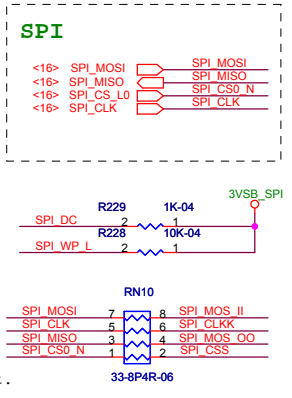 SPI
<16> SPI_MOSI SPI_MOSI
<16> SPI_MISO SPI_MISO
<16> SPI_CS_L0 SPI_CS0_N
<16> SPI_CLK SPI_CLK
3VSB_SPI
R229 1K-04
SPI_DC 2 1
R228 10K-04
SPI_WP_L 2 1
RN10
SPI_MOSI 7 8 SPI_MOS_II
SPI_CLK 5 6 SPI_CLKK
SPI_MISO 3 4 SPI_MOS_OO
SPI_CS0_N 1 2 SPI_CSS
33-8P4R-06